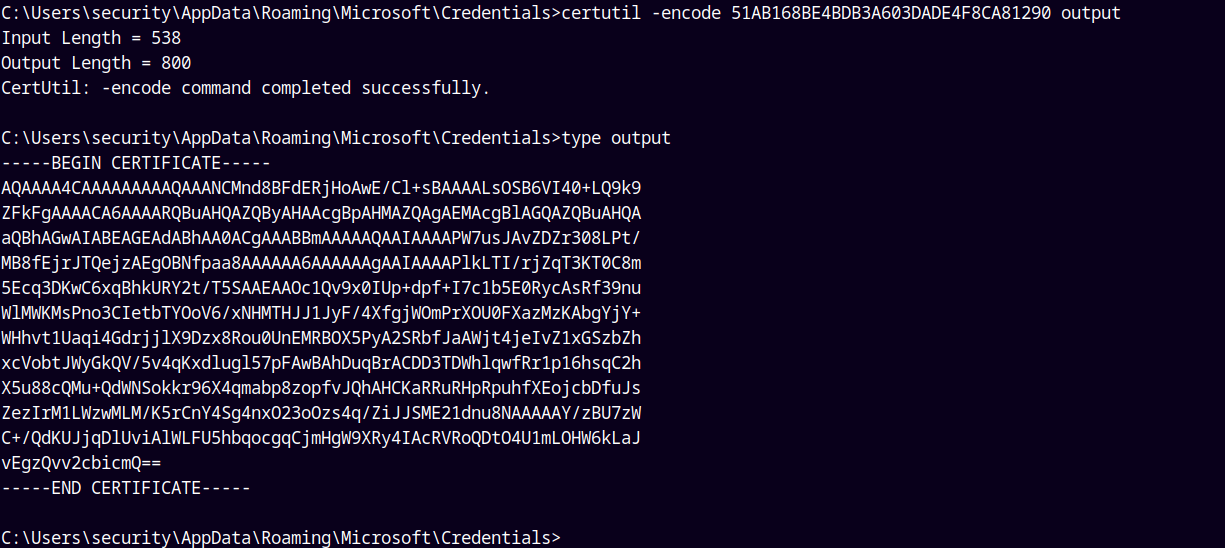 C:\Users\security\AppData\Roaming\Microsoft\Credentials>certutil -encode 51AB168BE4BDB3A603DADE4F8CA81290 output
Input Length = 538
Output Length = 800
CertUtil: -encode command completed successfully.
C:\Users\security\AppData\Roaming\Microsoft\Credentials>type output
-----BEGIN CERTIFICATE-----
AQAAAA4CAAAAAAAAAQAAANCMnd8BFdERjHoAwE/Cl+sBAAAALsOSB6VI40+LQ9k9
ZFkFgAAAACA6AAAARQBuAHQAZQByAHAAcgBpAHMAZQAgAEMAcgBlAGQAZQBuAHQA
aQBhAGwAIABEAGEAdABhAA0ACgAAABBmAAAAAQAAIAAAAPW7usJAvZDZr308LPt/
MB8fEjrJTQejzAEgOBNfpaa8AAAAAA6AAAAAAgAAIAAAAPlkLTI/rjZqT3KT0C8m
5Ecq3DKwC6xqBhkURY2t/T5SAAEAAOc1Qv9x0IUp+dpf+I7c1b5E0RycAsRf39nu
WlMWKMsPno3CIetbTYOoV6/xNHMTHJJ1JyF/4XfgjWOmPrXOU0FXazMzKAbgYjY+
WHhvt1Uaqi4GdrjjlX9Dzx8Rou0UnEMRBOX5PyA2SRbfJaAWjt4jeIvZ1xGSzbZh
xcVobtJWyGkQV/5v4qKxdlugl57pFAwBAhDuqBrACDD3TDWhlqwfRr1p16hsqC2h
X5u88cQMu+QdWNSokkr96X4qmabp8zopfvJQhAHCKaRRuRHpRpuhfXEojcbDfuJs
ZezIrM1LWzwMLM/K5rCnY4Sg4nxO23oOzs4q/ZiJJSME21dnu8NAAAAAY/zBU7zW
C+/QdKUJjqDlUviAlWLFU5hbqocgqCjmHgW9XRy4IAcRVRoQDtO4U1mLOHW6kLaJ
vEgzQvv2cbicmQ==
-----END CERTIFICATE-----
C:\Users\security\AppData\Roaming\Microsoft\Credentials>